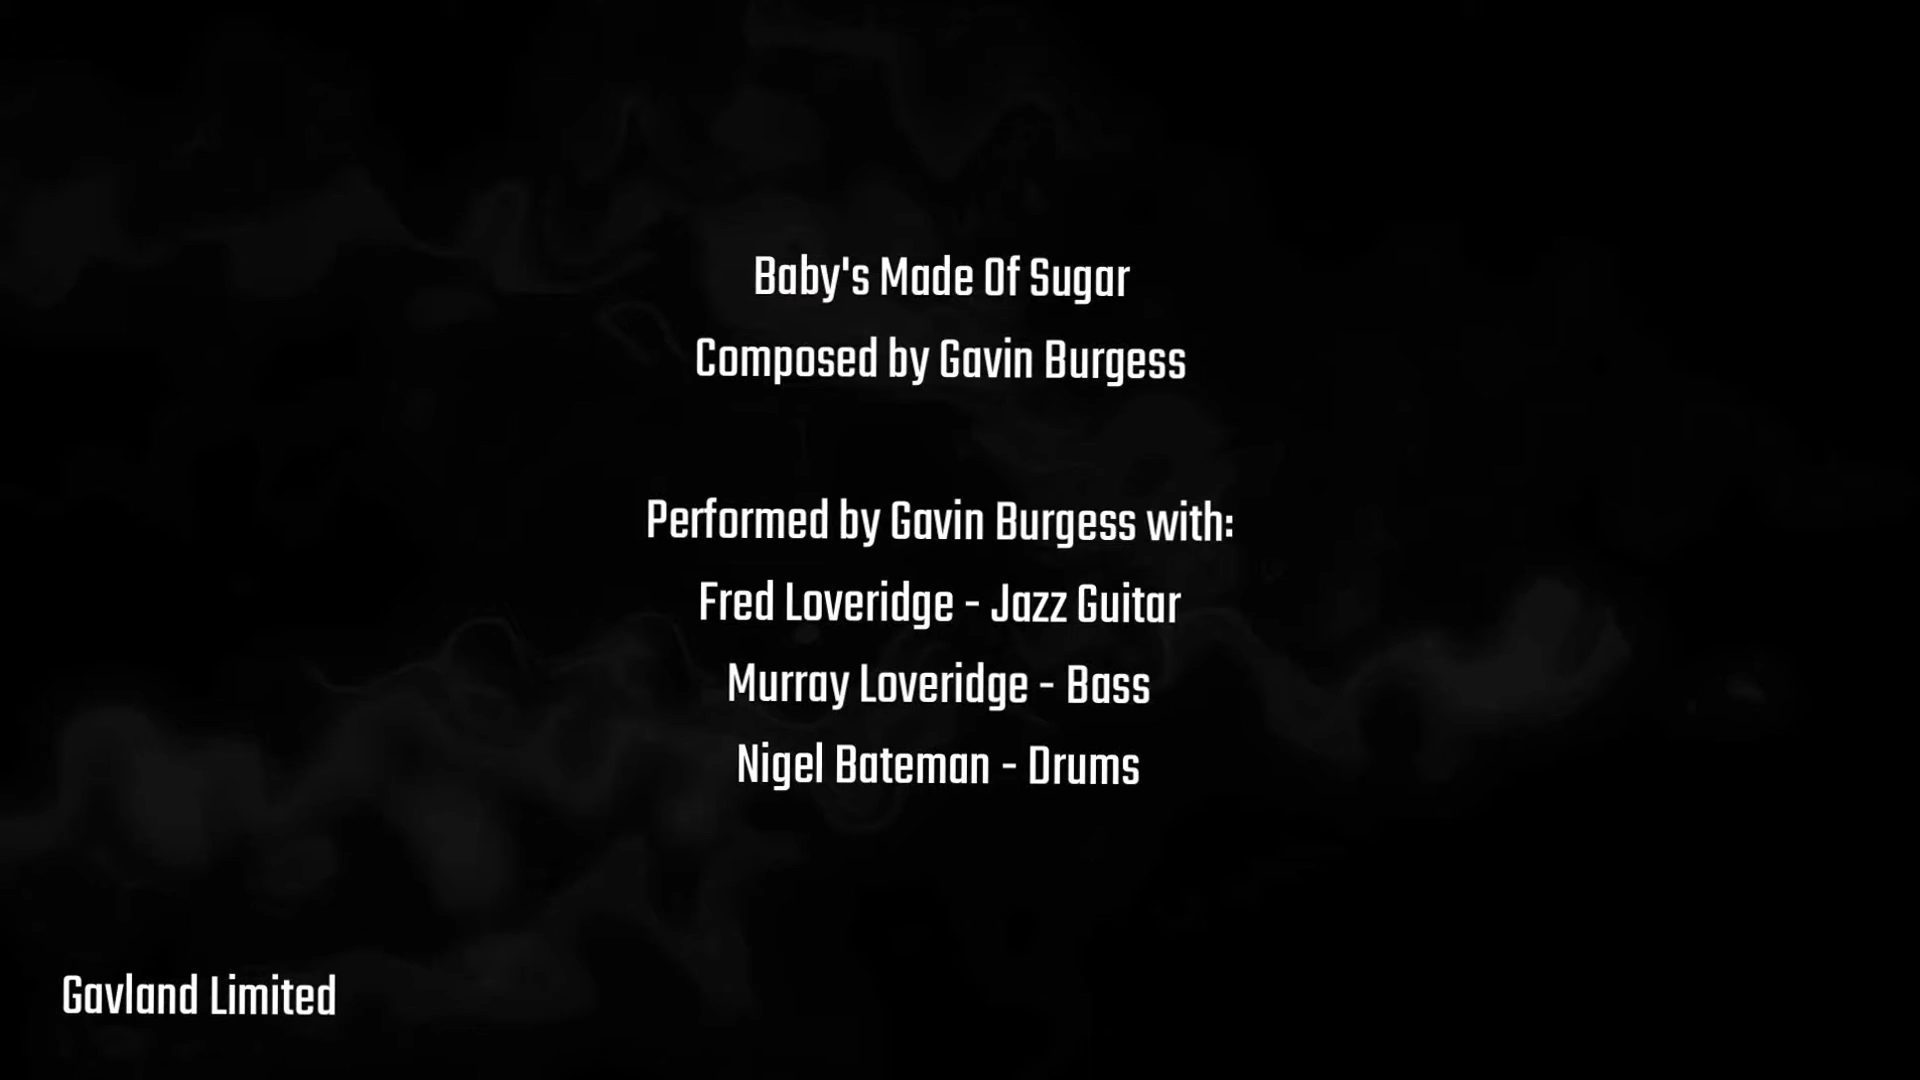 Baby's Made Of Sugar
Composed by Gavin Burgess
Performed by Gavin Burgess with:
Fred Loveridge - Jazz Guitar
Murray Loveridge - Bass
Nigel Bateman - Drums
Gavland Limited